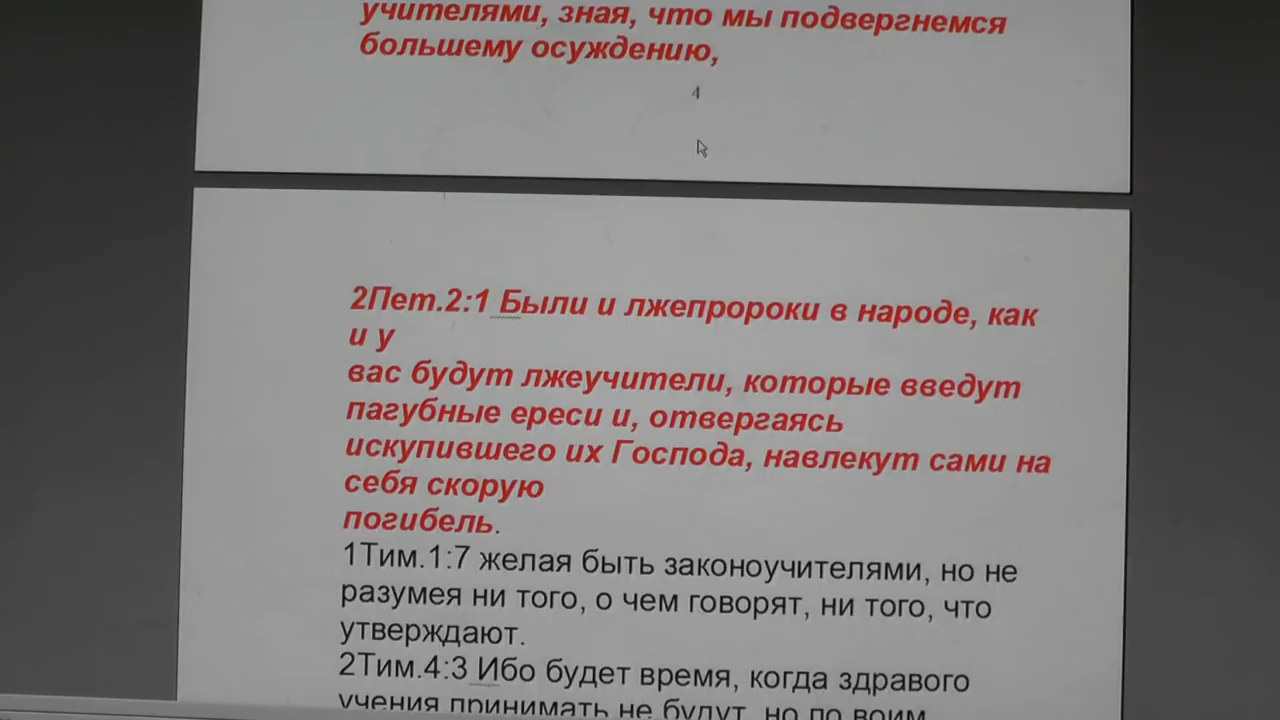 учителями, зная, что мы подвергнемся
большему осуждению,
4
2Пет.2:1 Были и лжепророки в народе, как
и у
вас будут лжеучители, которые введут
пагубные ереси и, отвергаясь
искупившего их Господа, навлекут сами на
себя скорую
погибель.
1Тим.1:7 желая быть законоучителями, но не
разумея ни того, о чем говорят, ни того, что
утверждают.
2Тим.4:3 Ибо будет время, когда здравого
учения принимать не будут, но по воим